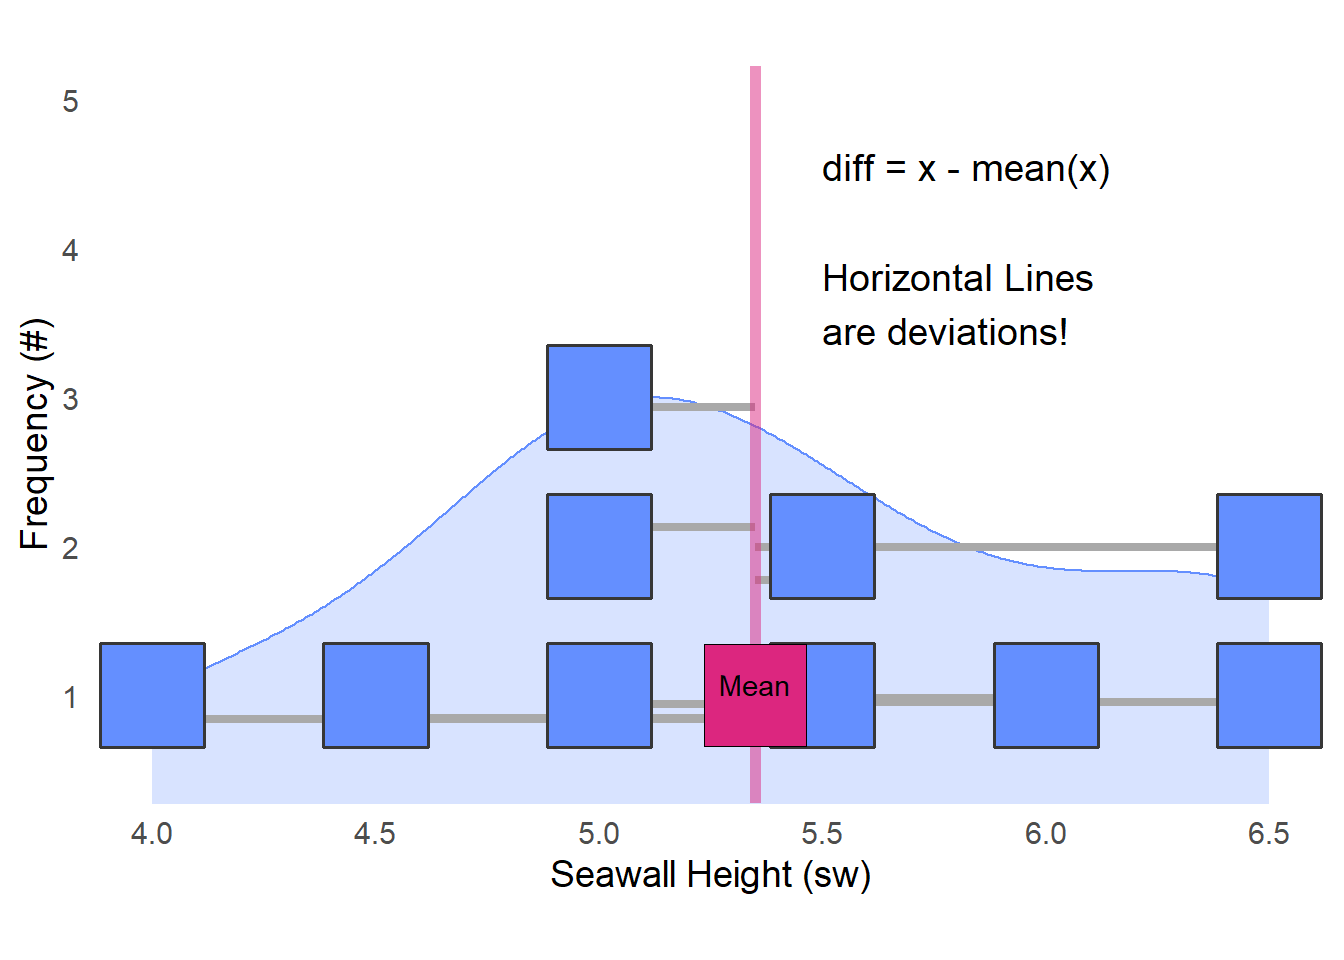 5
diff = x - mean(x)
4
Horizontal Lines
are deviations!
3
2
1
Mean
Frequency (#)
4.0 4.5 5.0 5.5 6.0 6.5
Seawall Height (sw)